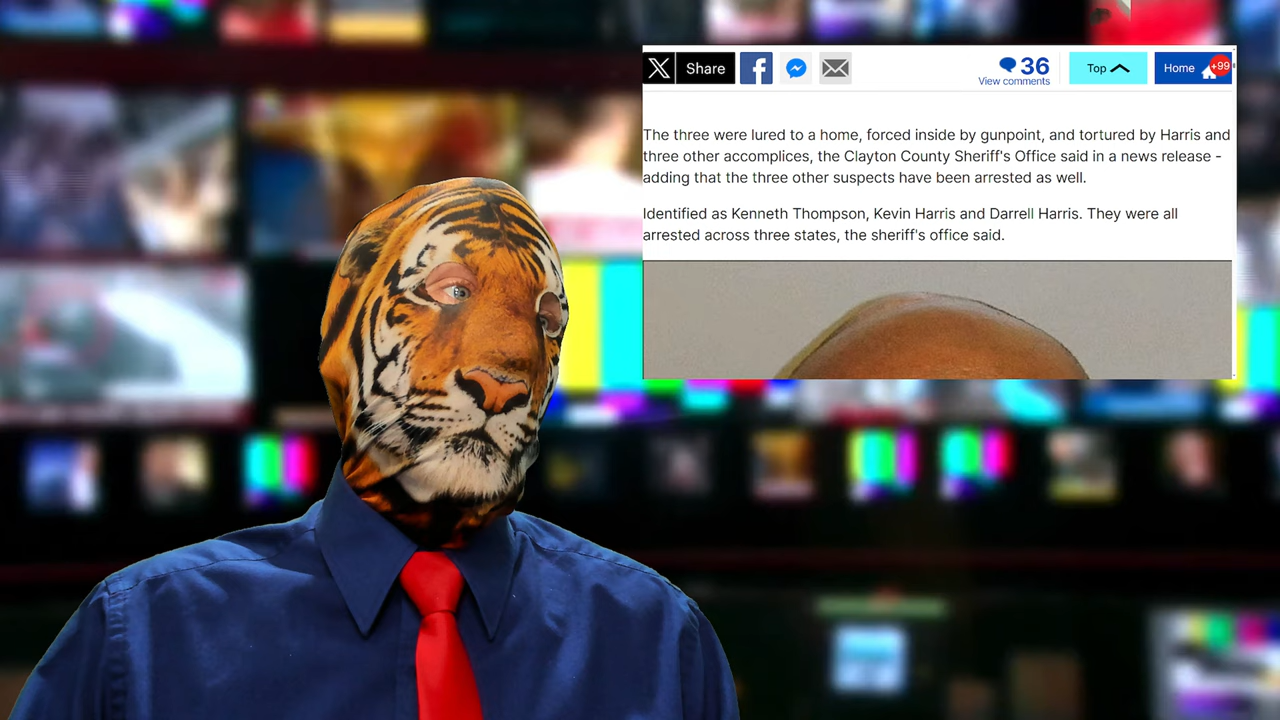 X Share
36
View comments
Top
Home
+99
The three were lured to a home, forced inside by gunpoint, and tortured by Harris and
three other accomplices, the Clayton County Sheriff's Office said in a news release -
adding that the three other suspects have been arrested as well.
Identified as Kenneth Thompson, Kevin Harris and Darrell Harris. They were all
arrested across three states, the sheriff's office said.